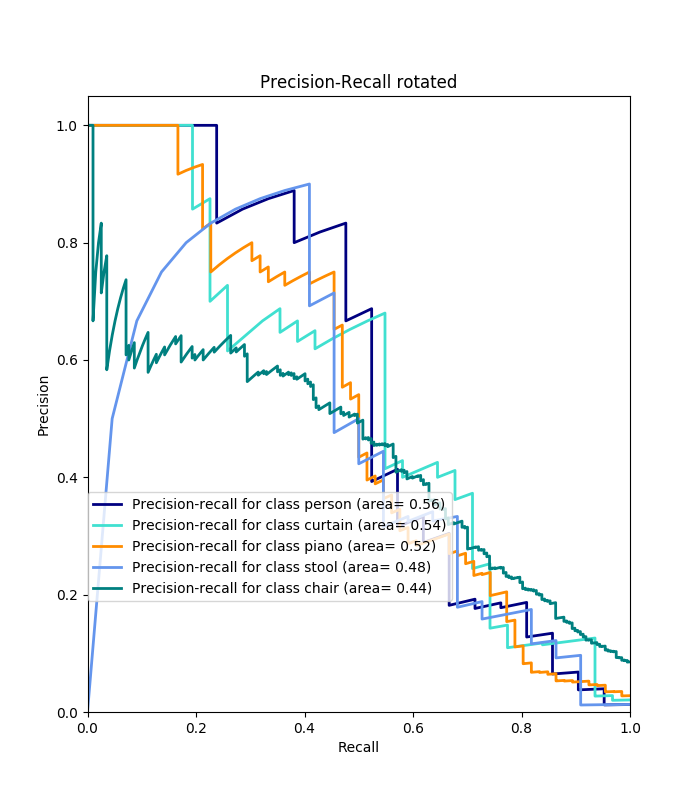 Precision-Recall rotated
1.0
0.8
0.6
0.4
0.2
0.0
Precision
Precision-recall for class person (area= 0.56)
Precision-recall for class curtain (area= 0.54)
Precision-recall for class piano (area= 0.52)
Precision-recall for class stool (area= 0.48)
Precision-recall for class chair (area= 0.44)
0.0 0.2 0.4 0.6 0.8 1.0
Recall